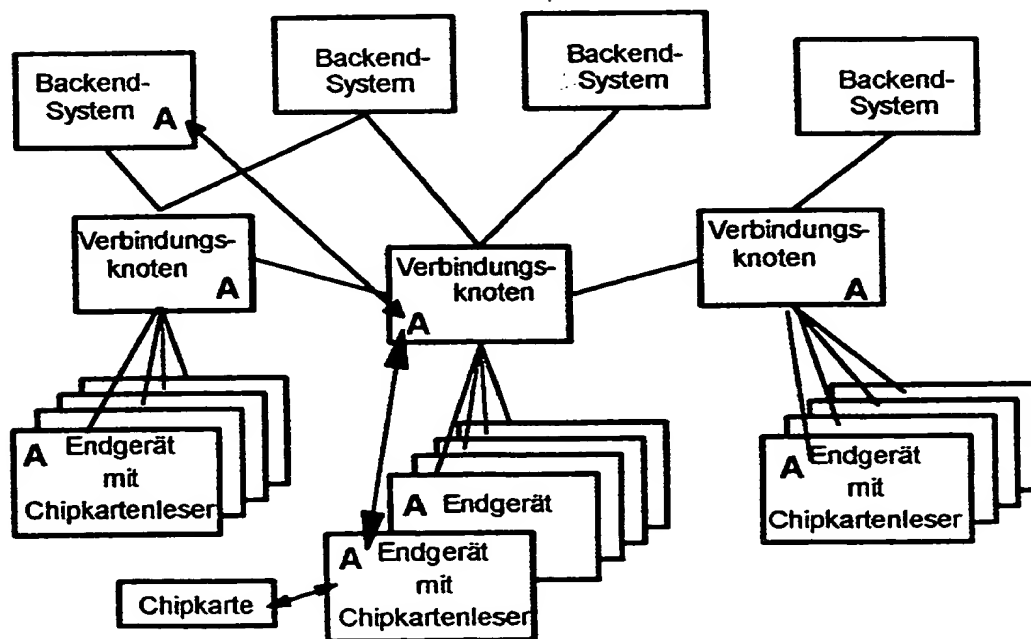 Backend-
System
A
Backend-
System
Backend-
System
Backend-
System
Verbindungs-
knoten
A
Verbindungs-
knoten
A
Verbindungs-
knoten
A
A Endgerät
mit
Chipkartenleser
A Endgerät
A Endgerät
mit
Chipkartenleser
A Endgerät
mit
Chipkartenleser
Chipkarte